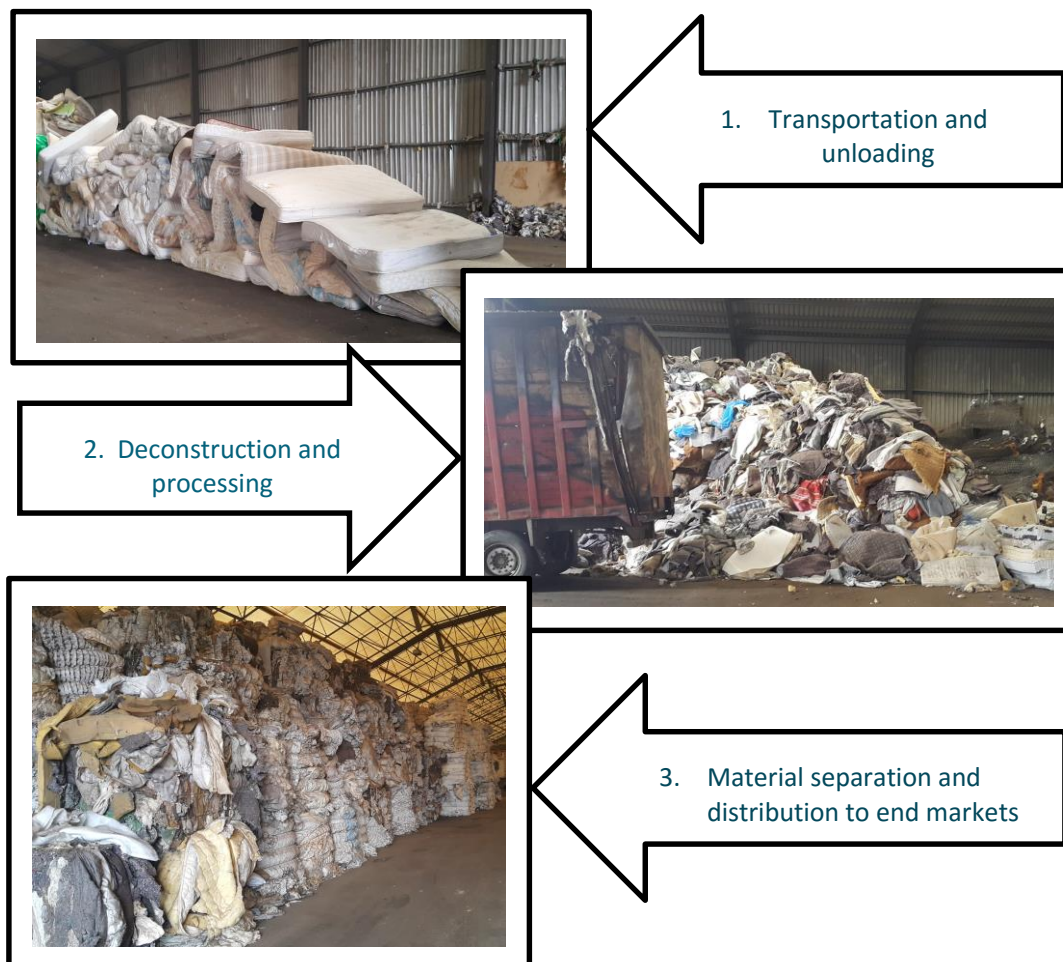 1. Transportation and
unloading
2. Deconstruction and
processing
3. Material separation and
distribution to end markets